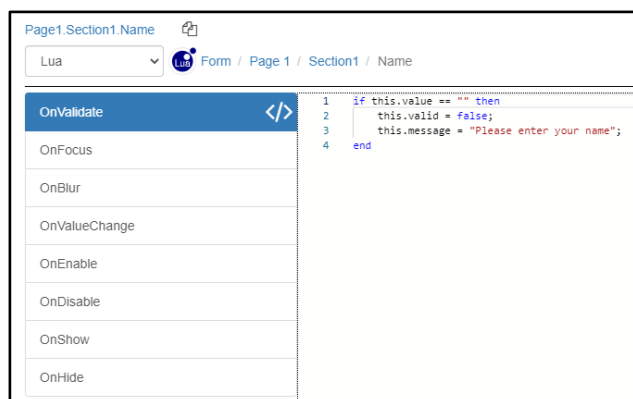 Page1.Section1.Name
Lua
Lua
Form / Page 1 / Section1 / Name
OnValidate </>
OnFocus
OnBlur
OnValueChange
OnEnable
OnDisable
OnShow
OnHide
1 if this.value == "" then
2 this.valid = false;
3 this.message = "Please enter your name";
4 end